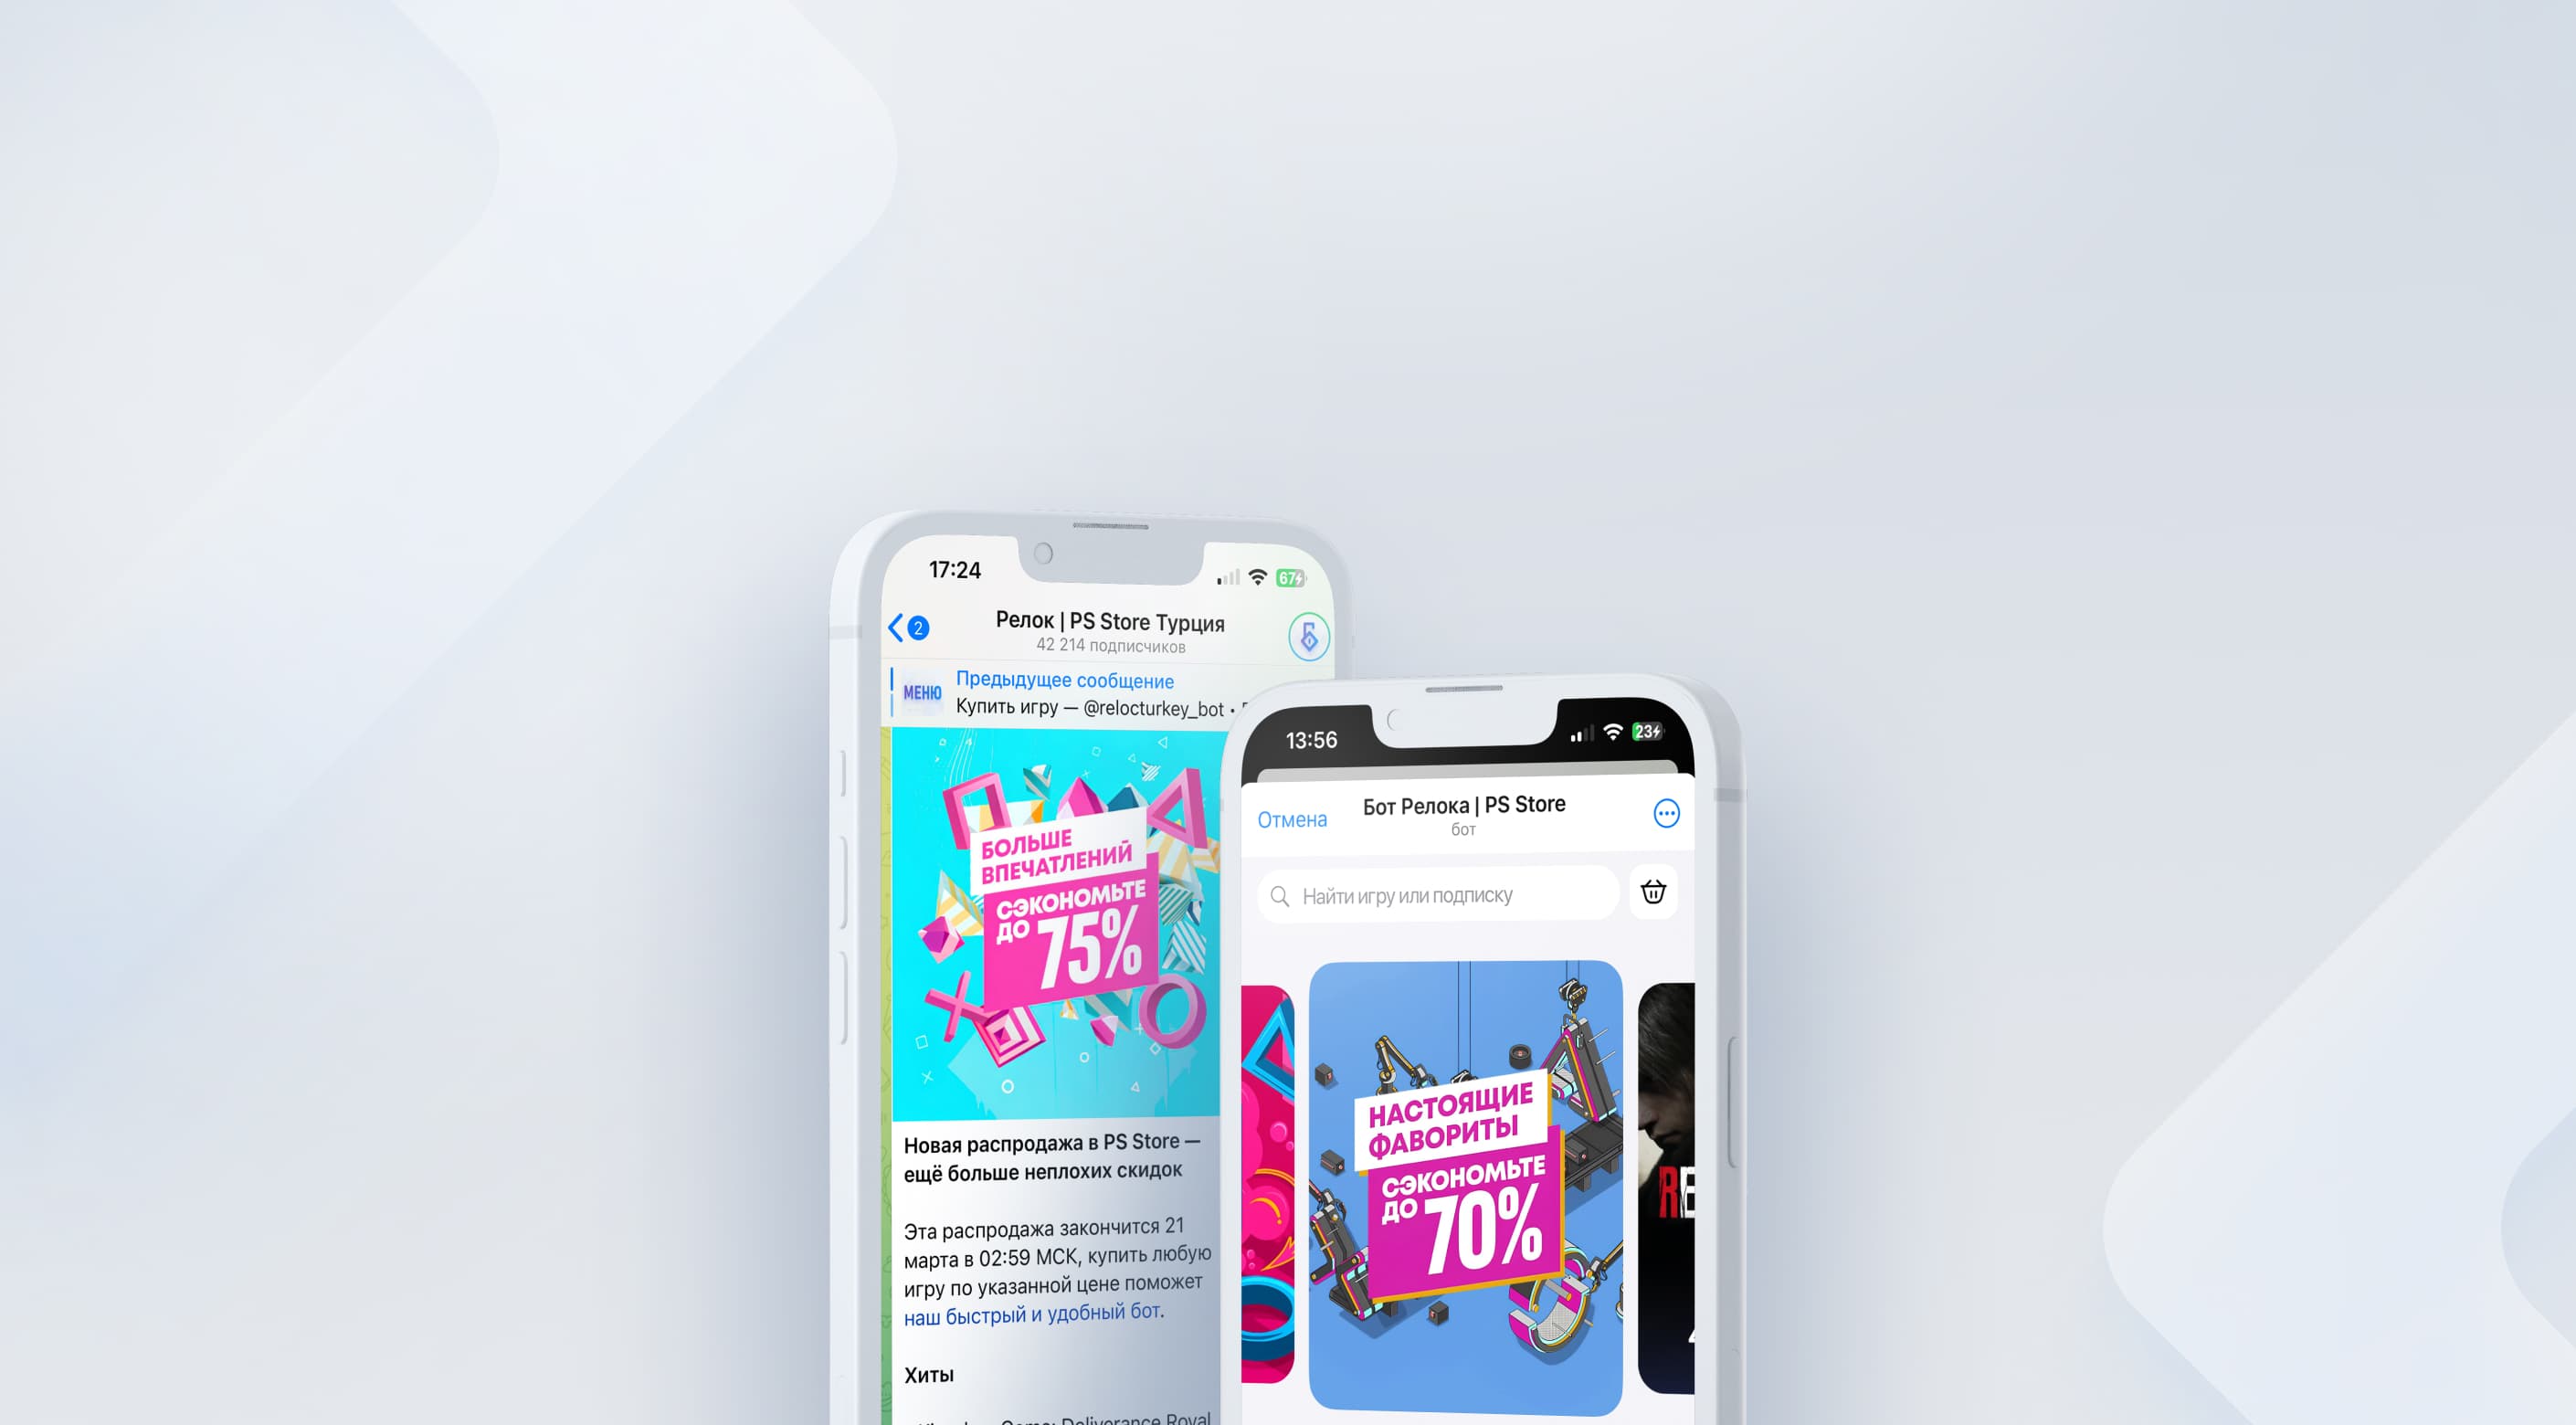 17:24
67
2
Релок | PS Store Турция
42 214 подписчиков
МЕНЮ
Предыдущее сообщение
Купить игру — @relocturkey_bot •
БОЛЬШЕ
ВПЕЧАТЛЕНИЙ
СЭКОНОМЬТЕ
ДО 75%
Новая распродажа в PS Store —
ещё больше неплохих скидок
Эта распродажа закончится 21
марта в 02:59 МСК, купить любую
игру по указанной цене поможет
наш быстрый и удобный бот.
Хиты
Come: Deliverance Royal
13:56
23
Отмена
Бот Релока | PS Store
бот
Найти игру или подписку
НАСТОЯЩИЕ
ФАВОРИТЫ
СЭКОНОМЬТЕ
ДО 70%
RE